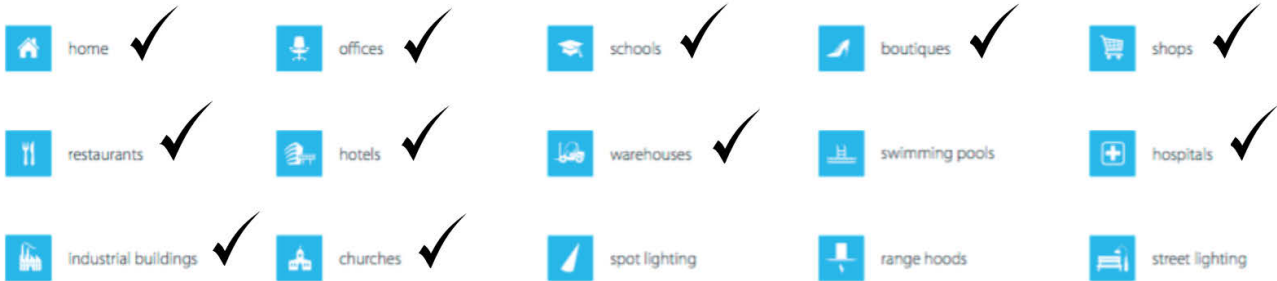 home offices schools boutiques shops
restaurants hotels warehouses swimming pools hospitals
industrial buildings churches spot lighting range hoods street lighting